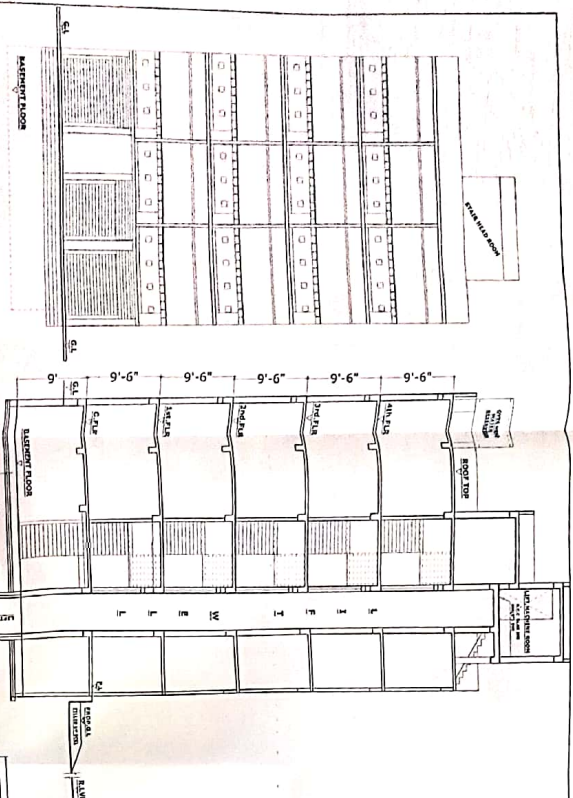 G.L
BASEMENT FLOOR
STAIR HEAD ROOM
G.L
9'
9'-6"
9'-6"
9'-6"
9'-6"
9'-6"
G.L
BASEMENT FLOOR
G.FLR
1st.FLR
2nd.FLR
3rd.FLR
4th.FLR
ROOF TOP
LIFT MACHINE ROOM
L I F T W E L L